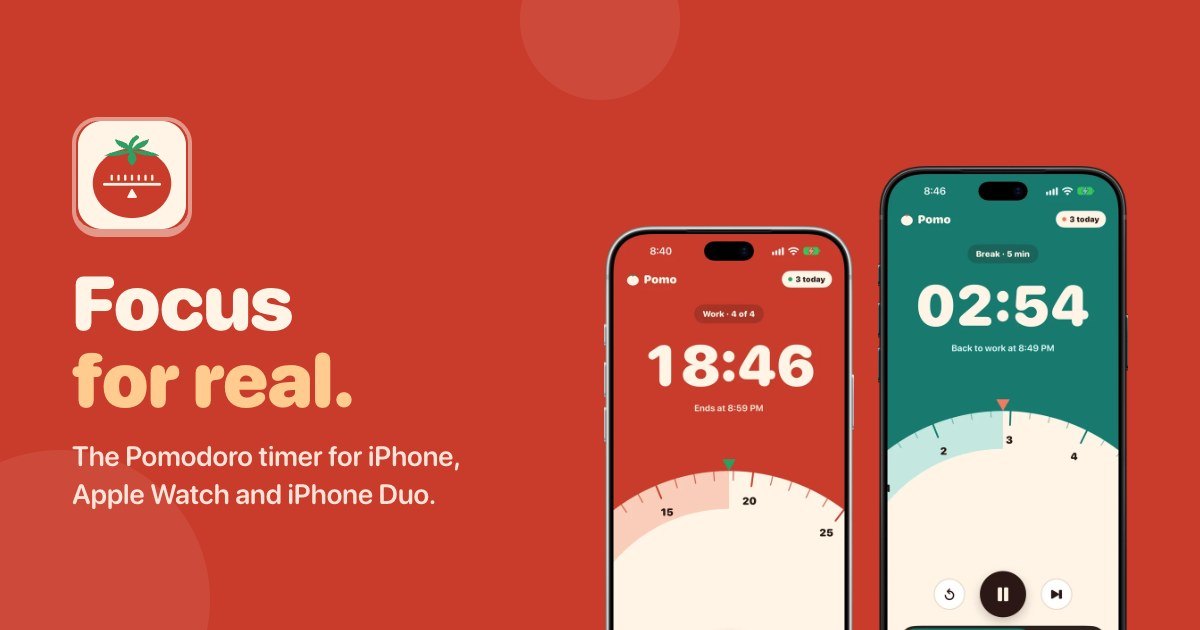 Focus
for real.
The Pomodoro timer for iPhone,
Apple Watch and iPhone Duo.
8:40
Pomo
3 today
Work · 4 of 4
18:46
Ends at 8:59 PM
15
20
25
8:46
Pomo
3 today
Break · 5 min
02:54
Back to work at 8:49 PM
2
3
4